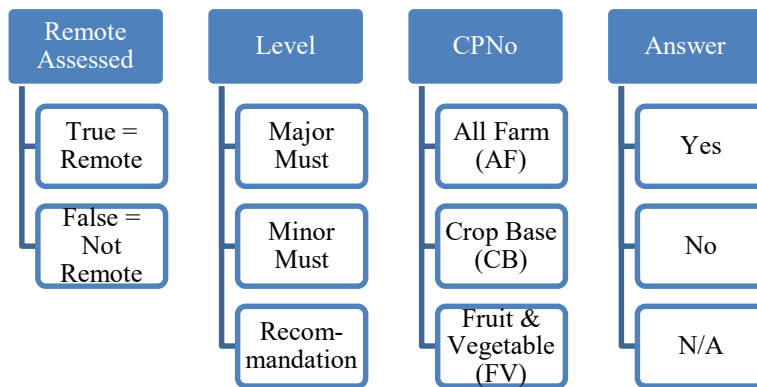 Remote
Assessed
True =
Remote
False =
Not
Remote
Level
Major
Must
Minor
Must
Recom-
mandation
CPNo
All Farm
(AF)
Crop Base
(CB)
Fruit &
Vegetable
(FV)
Answer
Yes
No
N/A